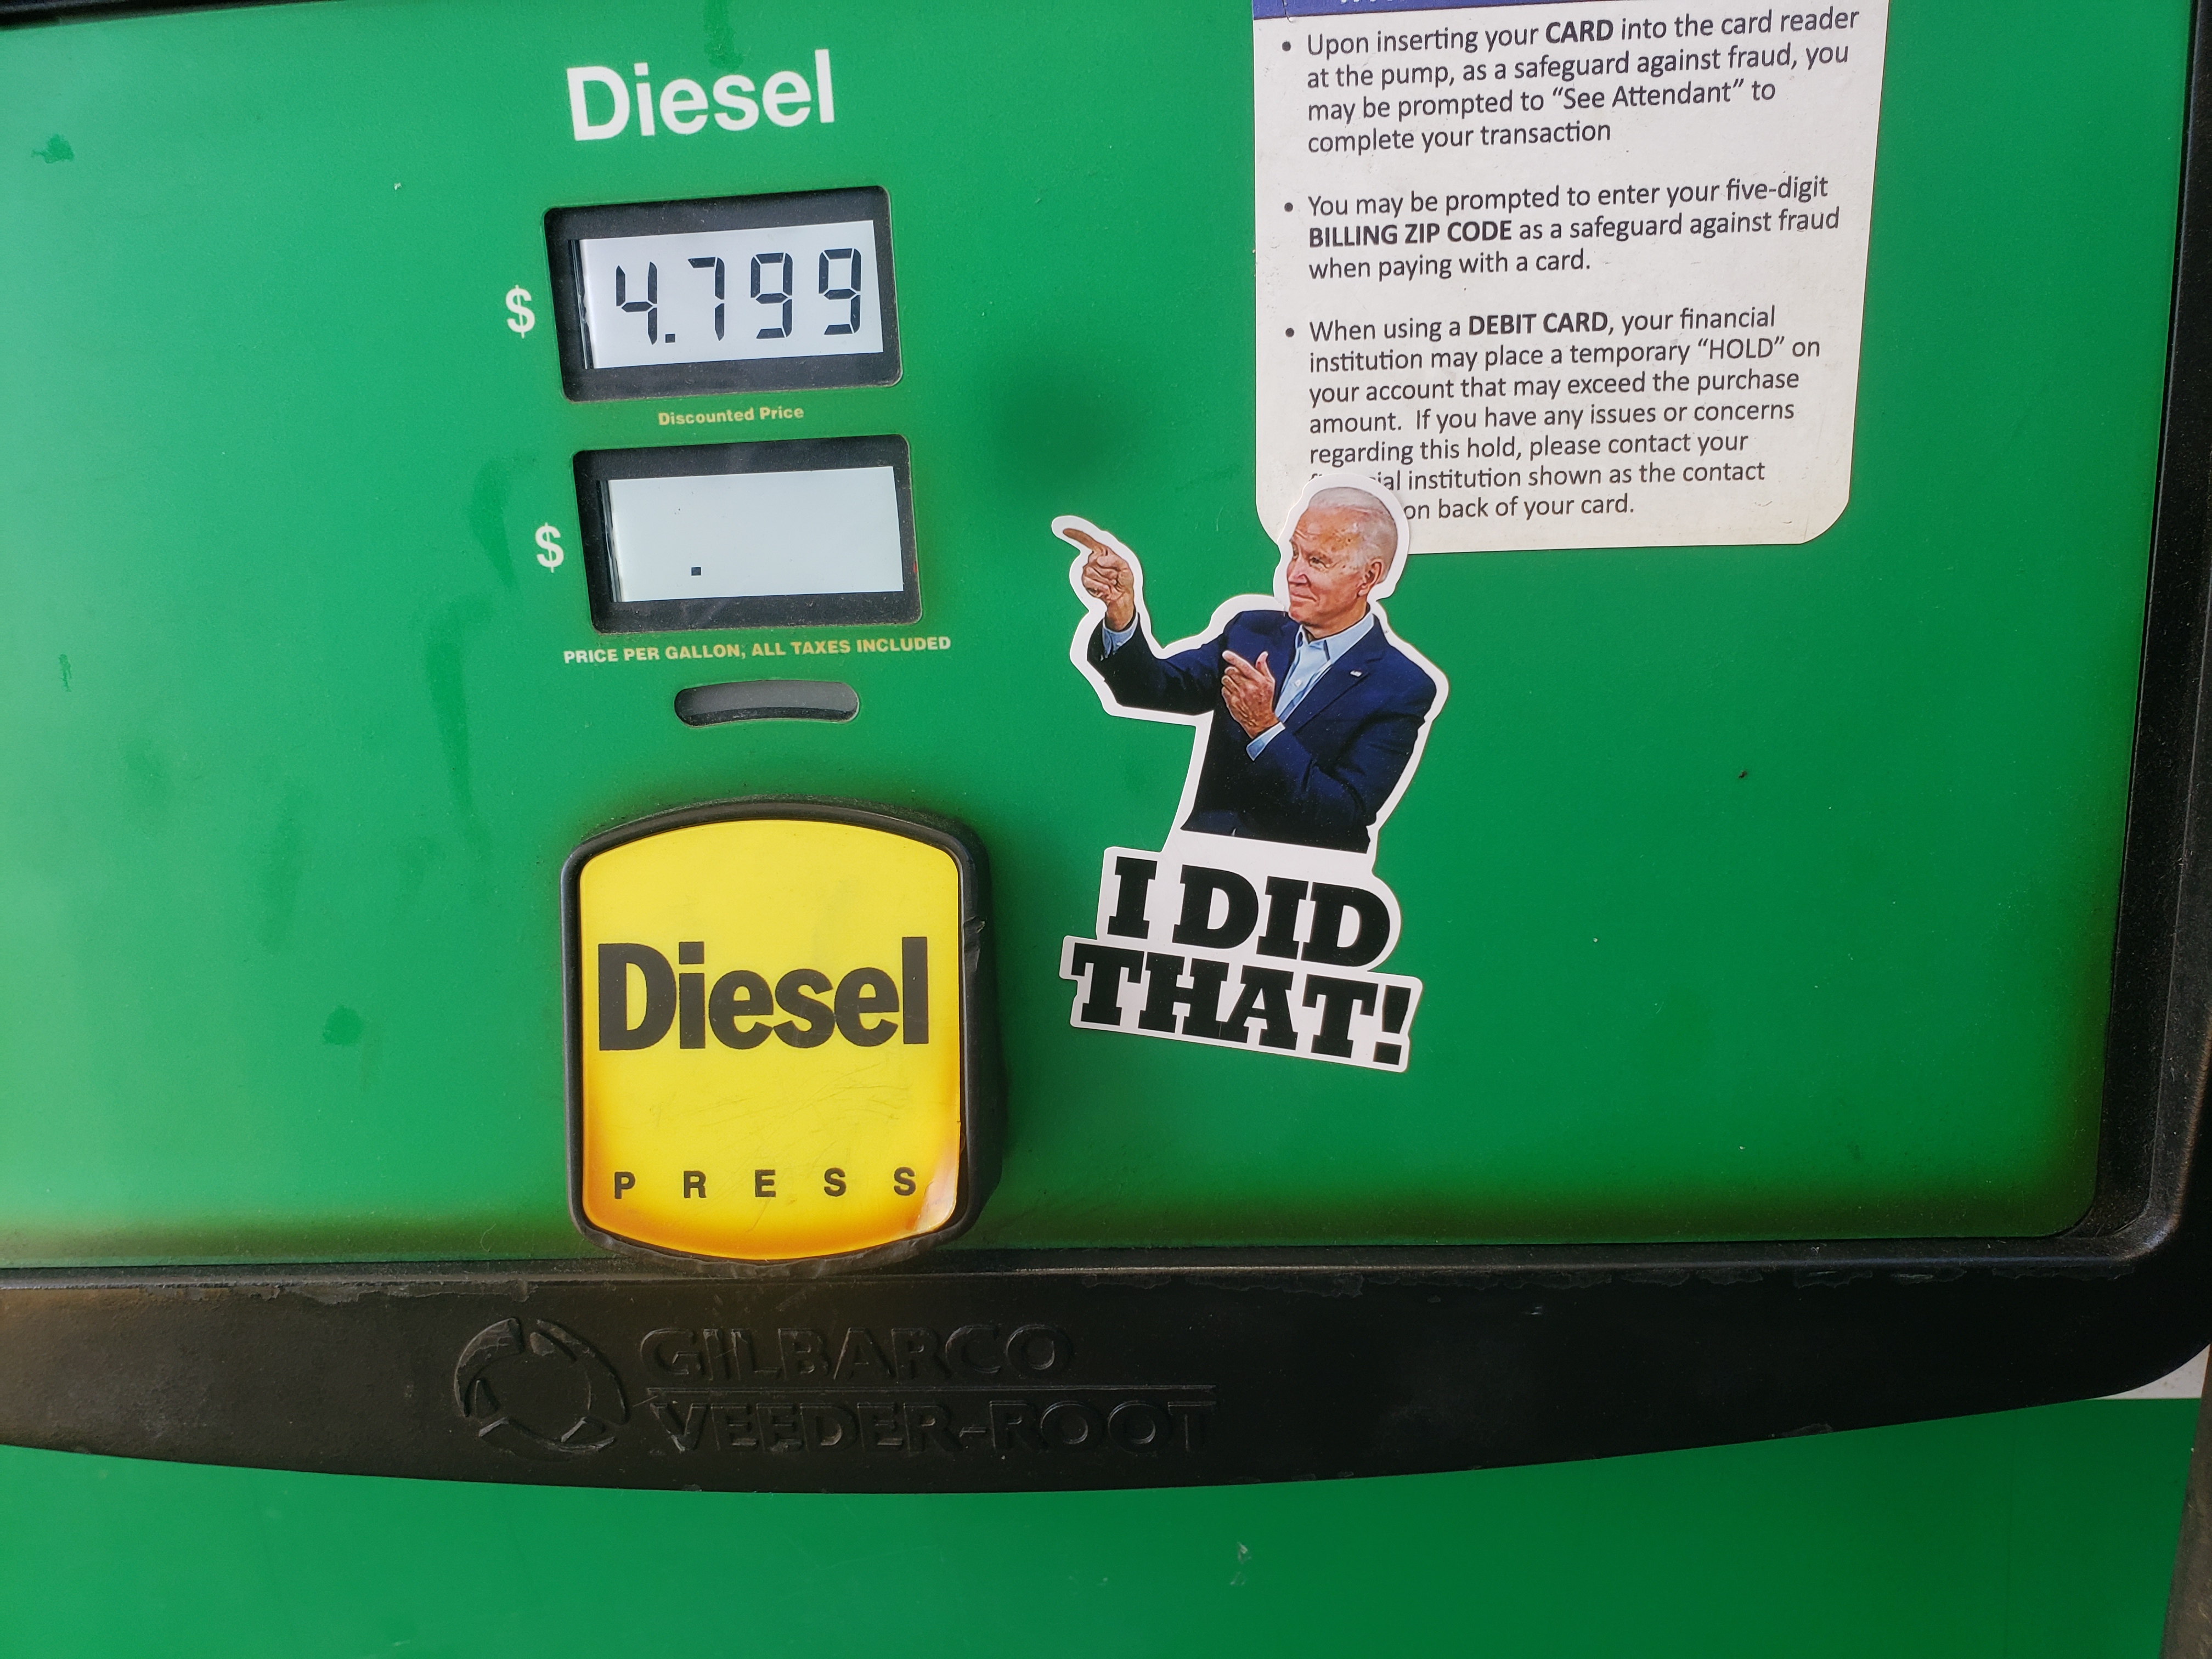 Diesel
$ 4.799
Discounted Price
$ .
PRICE PER GALLON, ALL TAXES INCLUDED
Diesel
PRESS
• Upon inserting your CARD into the card reader
at the pump, as a safeguard against fraud, you
may be prompted to “See Attendant” to
complete your transaction
• You may be prompted to enter your five-digit
BILLING ZIP CODE as a safeguard against fraud
when paying with a card.
• When using a DEBIT CARD, your financial
institution may place a temporary “HOLD” on
your account that may exceed the purchase
amount. If you have any issues or concerns
regarding this hold, please contact your
institution shown as the contact
on back of your card.
I DID
THAT!
GILBARCO
VEEDER-ROOT